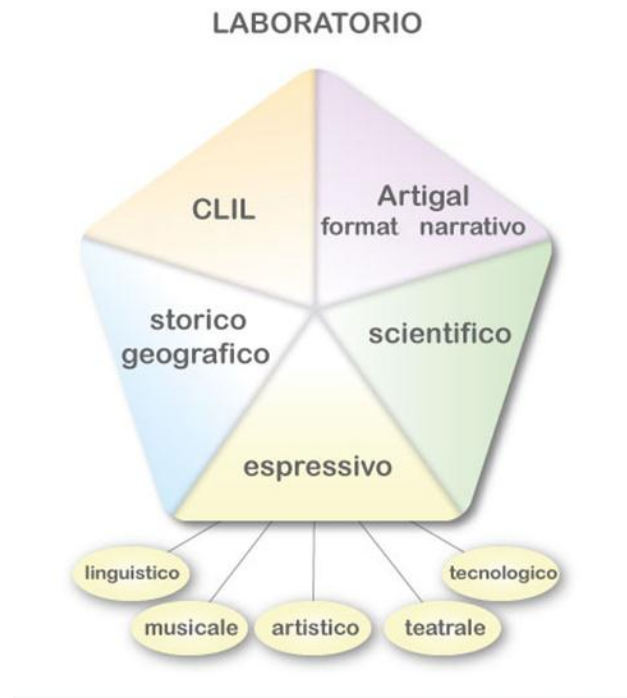 LABORATORIO
CLIL
Artigal
format narrativo
storico
geografico
scientifico
espressivo
linguistico
musicale
artistico
teatrale
tecnologico